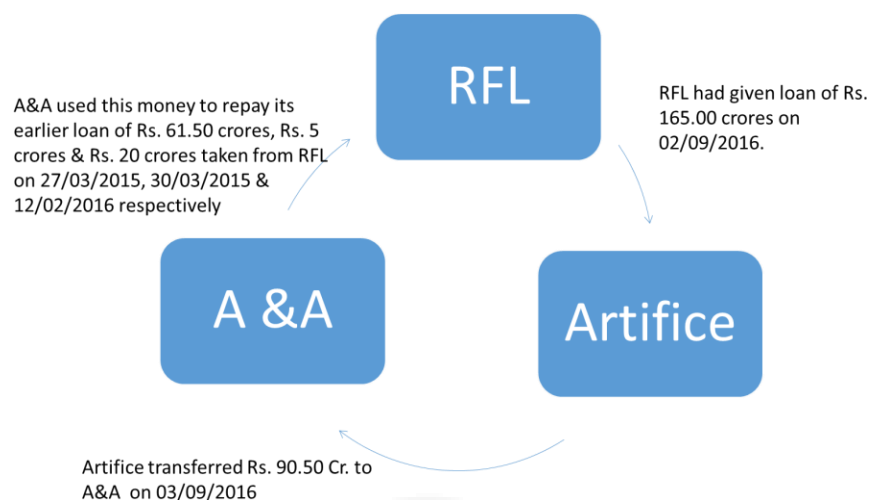 RFL
RFL had given loan of Rs.
165.00 crores on
02/09/2016.
A&A used this money to repay its
earlier loan of Rs. 61.50 crores, Rs. 5
crores & Rs. 20 crores taken from RFL
on 27/03/2015, 30/03/2015 &
12/02/2016 respectively
A &A
Artifice
Artifice transferred Rs. 90.50 Cr. to
A&A on 03/09/2016